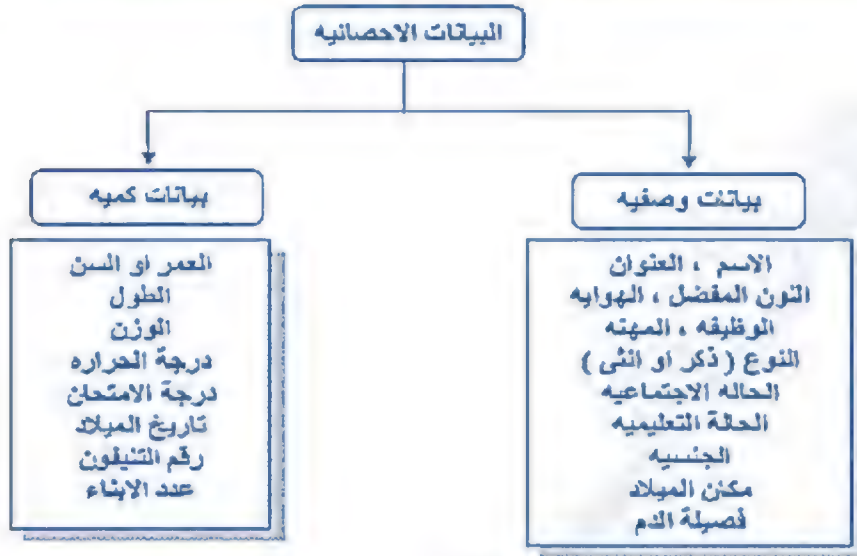 البيانات الاحصائيه
بيانات وصفيه
الاسم ، العنوان
اللون المفضل ، الهوايه
الوظيفه ، المهنه
النوع ( ذكر او انثى )
الحاله الاجتماعيه
الحالة التعليميه
الجنسيه
مكان الميلاد
فصيلة الدم
بيانات كميه
العمر او السن
الطول
الوزن
درجة الحراره
درجة الامتحان
تاريخ الميلاد
رقم التليفون
عدد الابناء